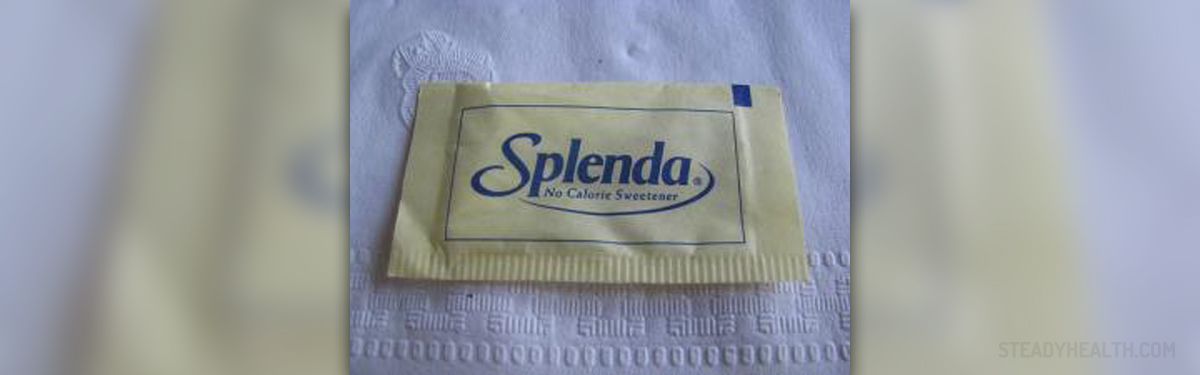 Splenda®
No Calorie Sweetener
STEADYHEALTH.COM